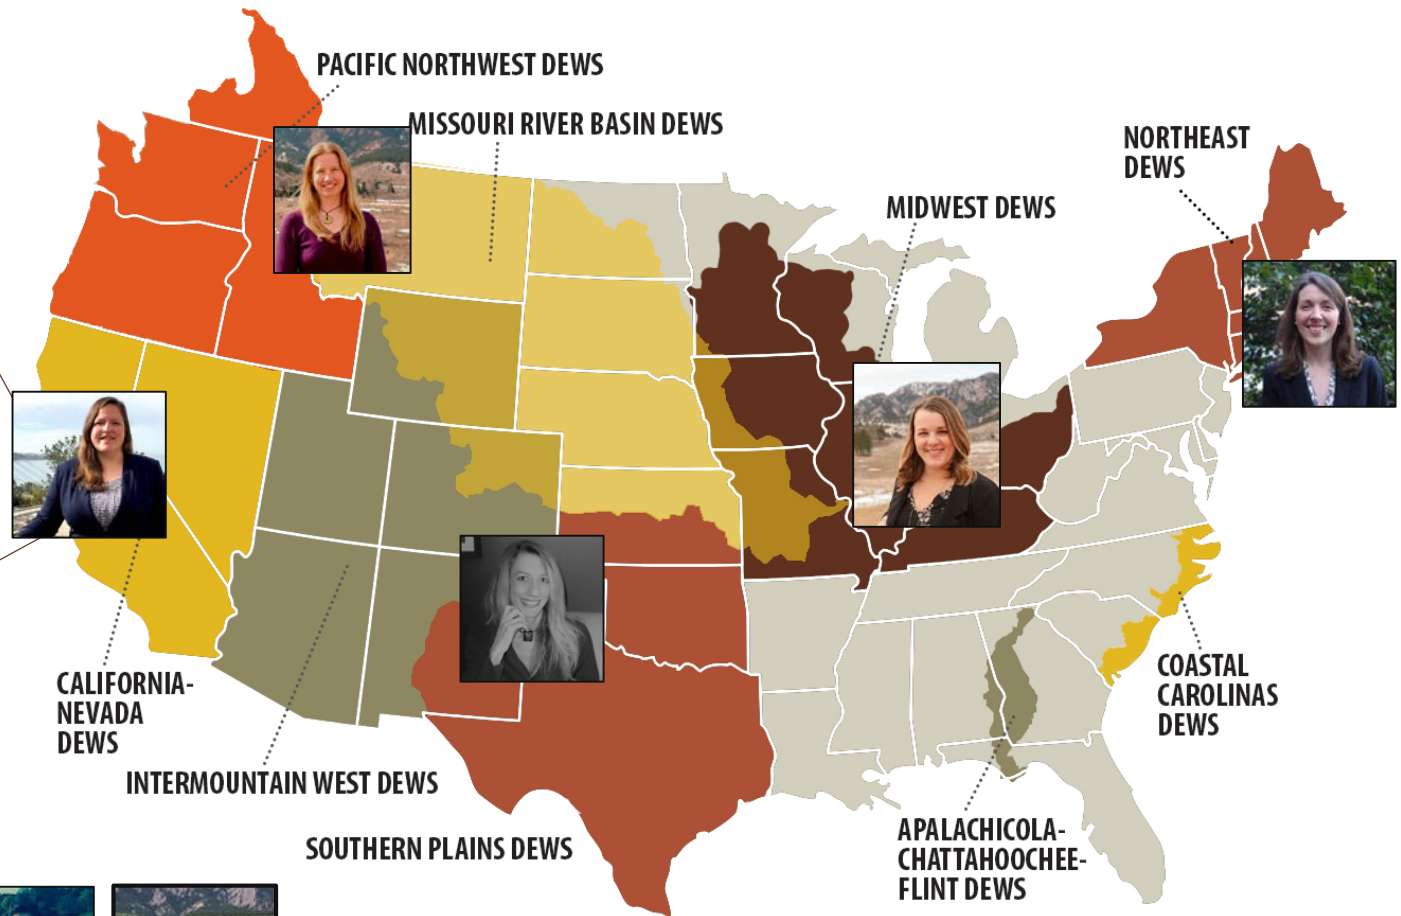 PACIFIC NORTHWEST DEWS
MISSOURI RIVER BASIN DEWS
NORTHEAST
DEWS
MIDWEST DEWS
CALIFORNIA-
NEVADA
DEWS
COASTAL
CAROLINAS
DEWS
INTERMOUNTAIN WEST DEWS
SOUTHERN PLAINS DEWS
APALACHICOLA-
CHATTAHOOCHEE-
FLINT DEWS